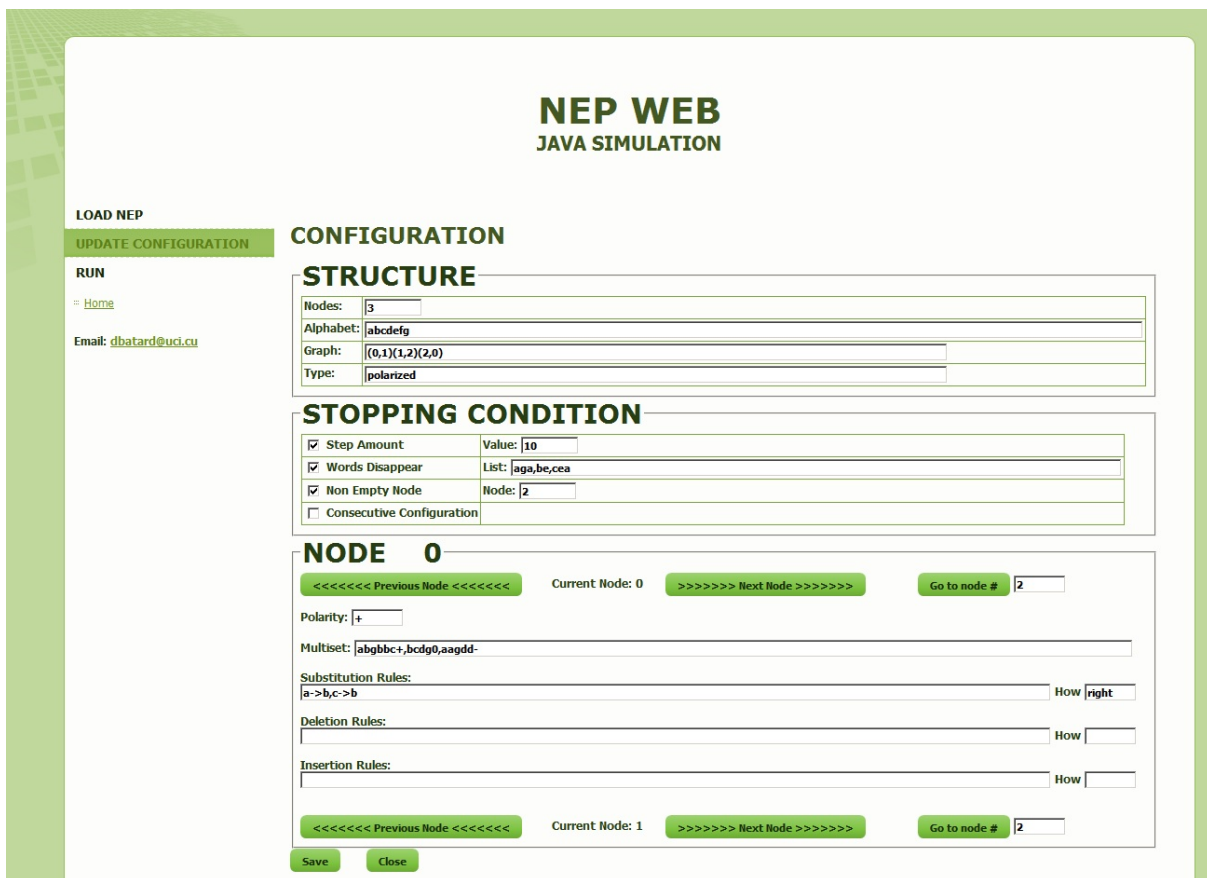 NEP WEB
JAVA SIMULATION
LOAD NEP
UPDATE CONFIGURATION
RUN
Home
Email: dbatard@uci.cu
CONFIGURATION
STRUCTURE
Nodes: 3
Alphabet: abcdefg
Graph: (0,1)(1,2)(2,0)
Type: polarized
STOPPING CONDITION
Step Amount Value: 10
Words Disappear List: aga,be,cea
Non Empty Node Node: 2
Consecutive Configuration
NODE 0
<<<<<<< Previous Node <<<<<<< Current Node: 0 >>>>>>> Next Node >>>>>>> Go to node # 2
Polarity: +
Multiset: abgbbc+,bcdg0,aagdd-
Substitution Rules:
a->b,c->b How right
Deletion Rules:
How
Insertion Rules:
How
<<<<<<< Previous Node <<<<<<< Current Node: 1 >>>>>>> Next Node >>>>>>> Go to node # 2
Save Close